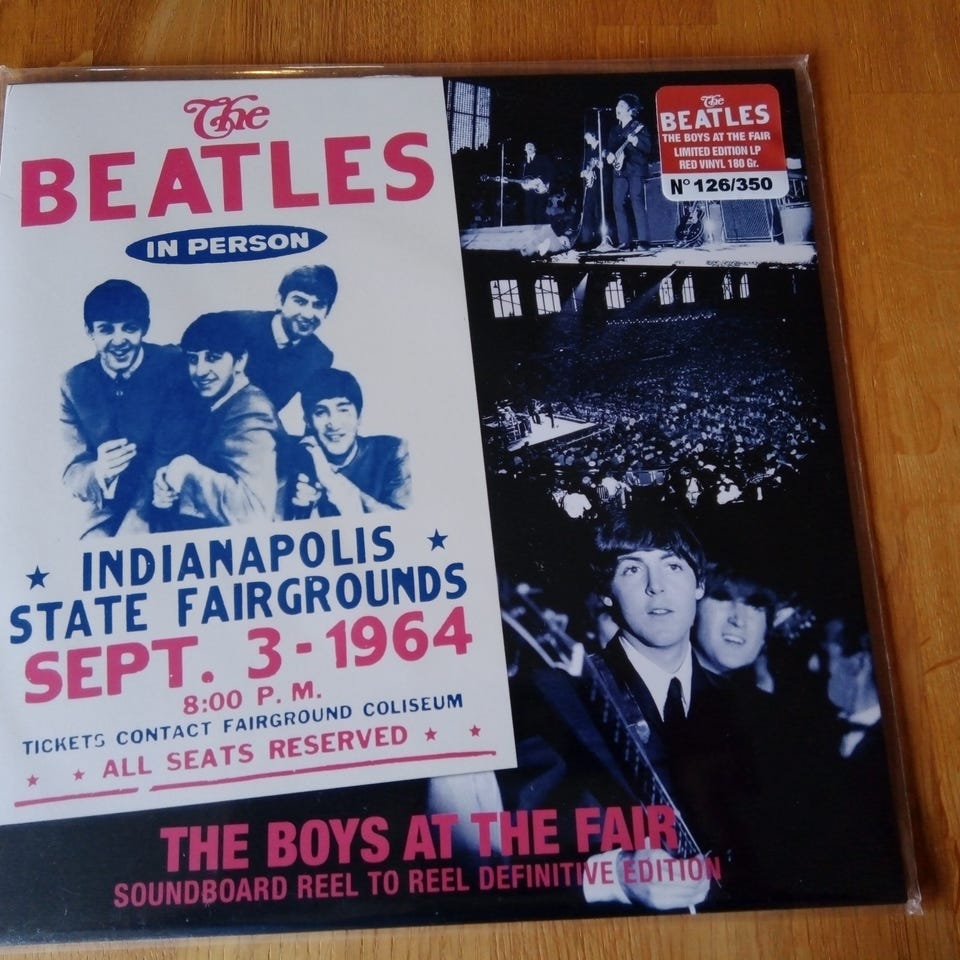 The
BEATLES
IN PERSON
INDIANAPOLIS
STATE FAIRGROUNDS
SEPT. 3-1964
8:00 P. M.
TICKETS CONTACT FAIRGROUND COLISEUM
ALL SEATS RESERVED
The
BEATLES
THE BOYS AT THE FAIR
LIMITED EDITION LP
RED VINYL 180 Gr.
N° 126/350
THE BOYS AT THE FAIR
SOUNDBOARD REEL TO REEL DEFINITIVE EDITION